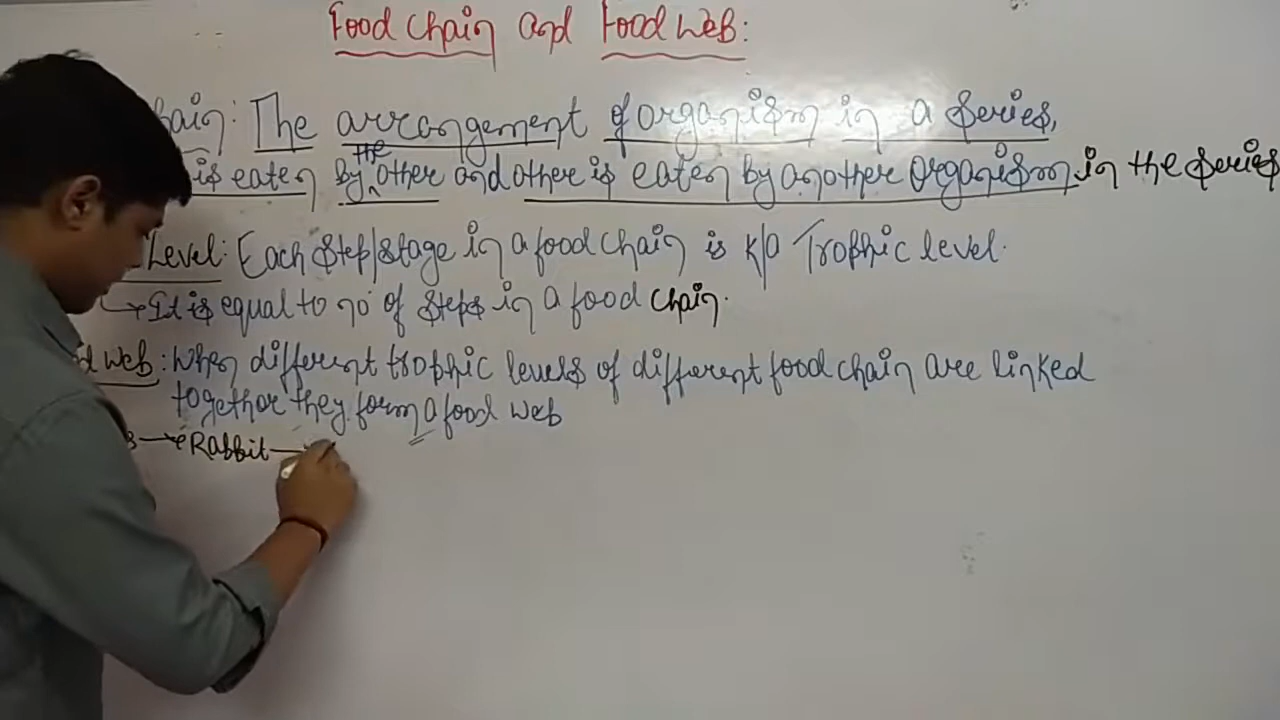 Food Chain and Food Web:
hain: The arrangement of organism in a series,
is eaten by the other and other is eaten by another organism in the series
Level: Each step/stage in a food chain is k/a Trophic level.
→ It is equal to no of steps in a food chain.
d web: When different trophic levels of different food chain are linked
together they form a food web
s → Rabbit →